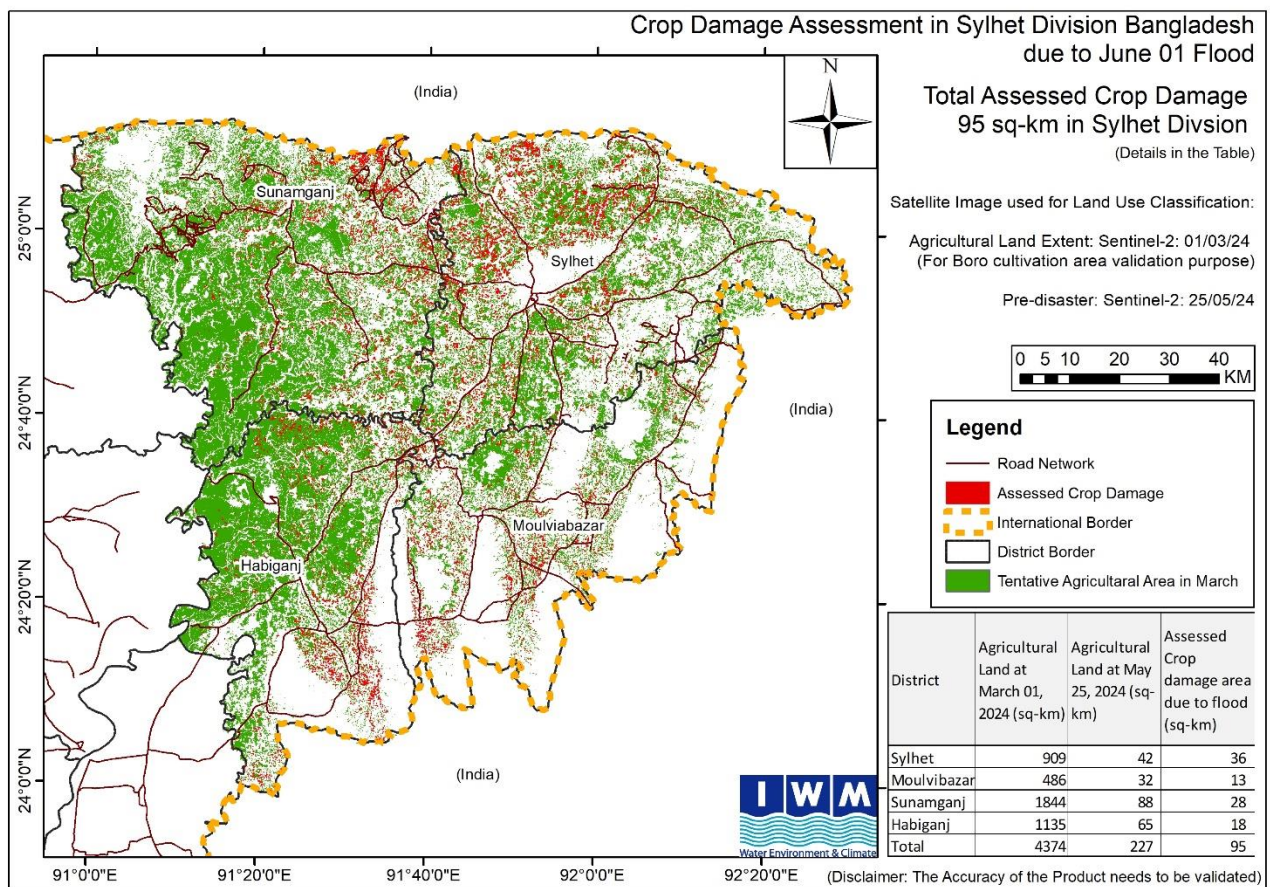 Crop Damage Assessment in Sylhet Division Bangladesh
due to June 01 Flood
Total Assessed Crop Damage
95 sq-km in Sylhet Divsion
(Details in the Table)
Satellite Image used for Land Use Classification:
Agricultural Land Extent: Sentinel-2: 01/03/24
(For Boro cultivation area validation purpose)
Pre-disaster: Sentinel-2: 25/05/24
0 5 10 20 30 40
KM
N
(India)
Sunamganj
Sylhet
(India)
Moulviabazar
Habiganj
(India)
25°0'0"N
24°40'0"N
24°20'0"N
24°0'0"N
91°0'0"E 91°20'0"E 91°40'0"E 92°0'0"E 92°20'0"E
Legend
Road Network
Assessed Crop Damage
International Border
District Border
Tentative Agricultaral Area in March
District | Agricultural Land at March 01, 2024 (sq-km) | Agricultural Land at May 25, 2024 (sq-km) | Assessed Crop damage area due to flood (sq-km)
Sylhet 909 42 36
Moulvibazar 486 32 13
Sunamganj 1844 88 28
Habiganj 1135 65 18
Total 4374 227 95
IWM
Water Environment & Climate
(Disclaimer: The Accuracy of the Product needs to be validated)